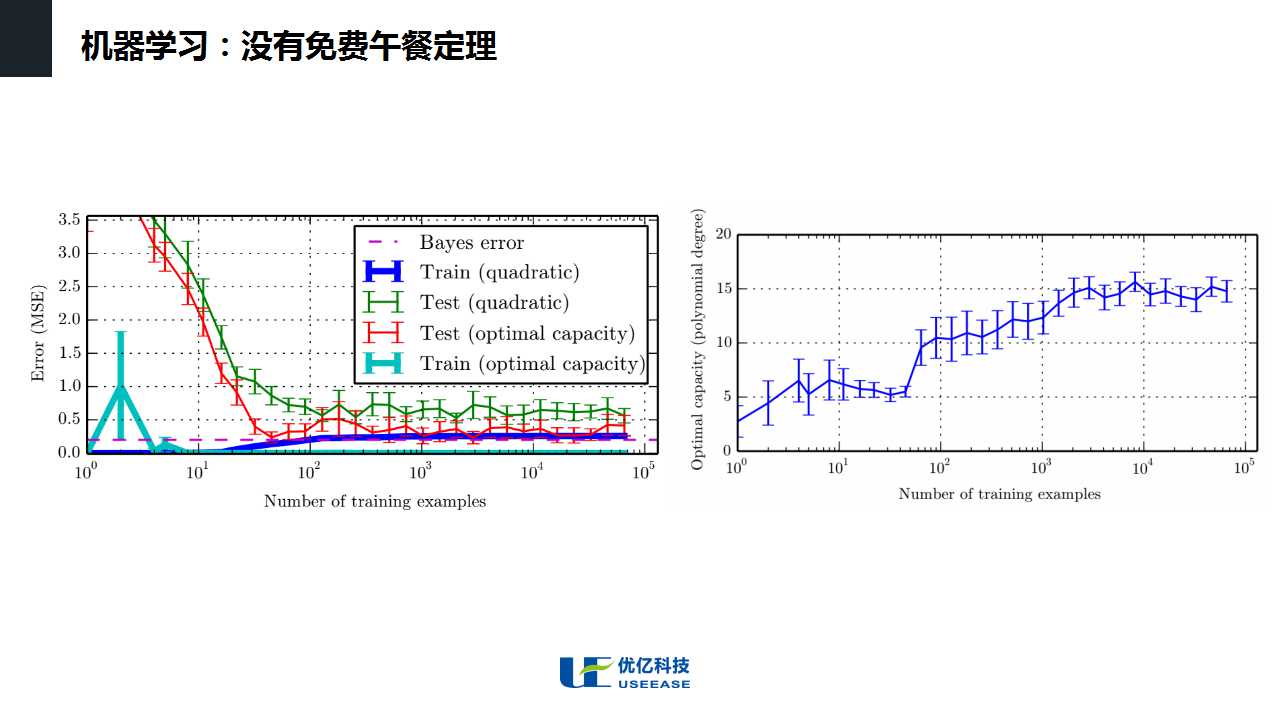 机器学习：没有免费午餐定理
3.5
3.0
2.5
2.0
1.5
1.0
0.5
0.0
Error (MSE)
Bayes error
Train (quadratic)
Test (quadratic)
Test (optimal capacity)
Train (optimal capacity)
10^0 10^1 10^2 10^3 10^4 10^5
Number of training examples
20
15
10
5
0
Optimal capacity (polynomial degree)
10^0 10^1 10^2 10^3 10^4 10^5
Number of training examples
UE 优亿科技
USEEASE